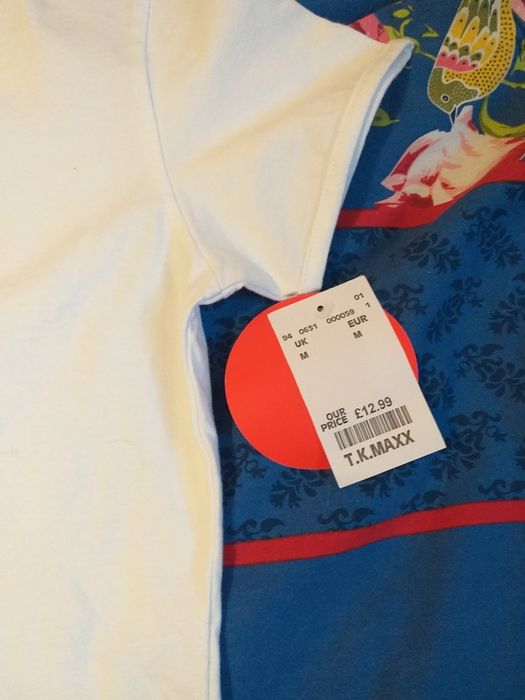 01
94 0631 000059 1
UK EUR
M M
OUR
PRICE £12.99
T.K.MAXX